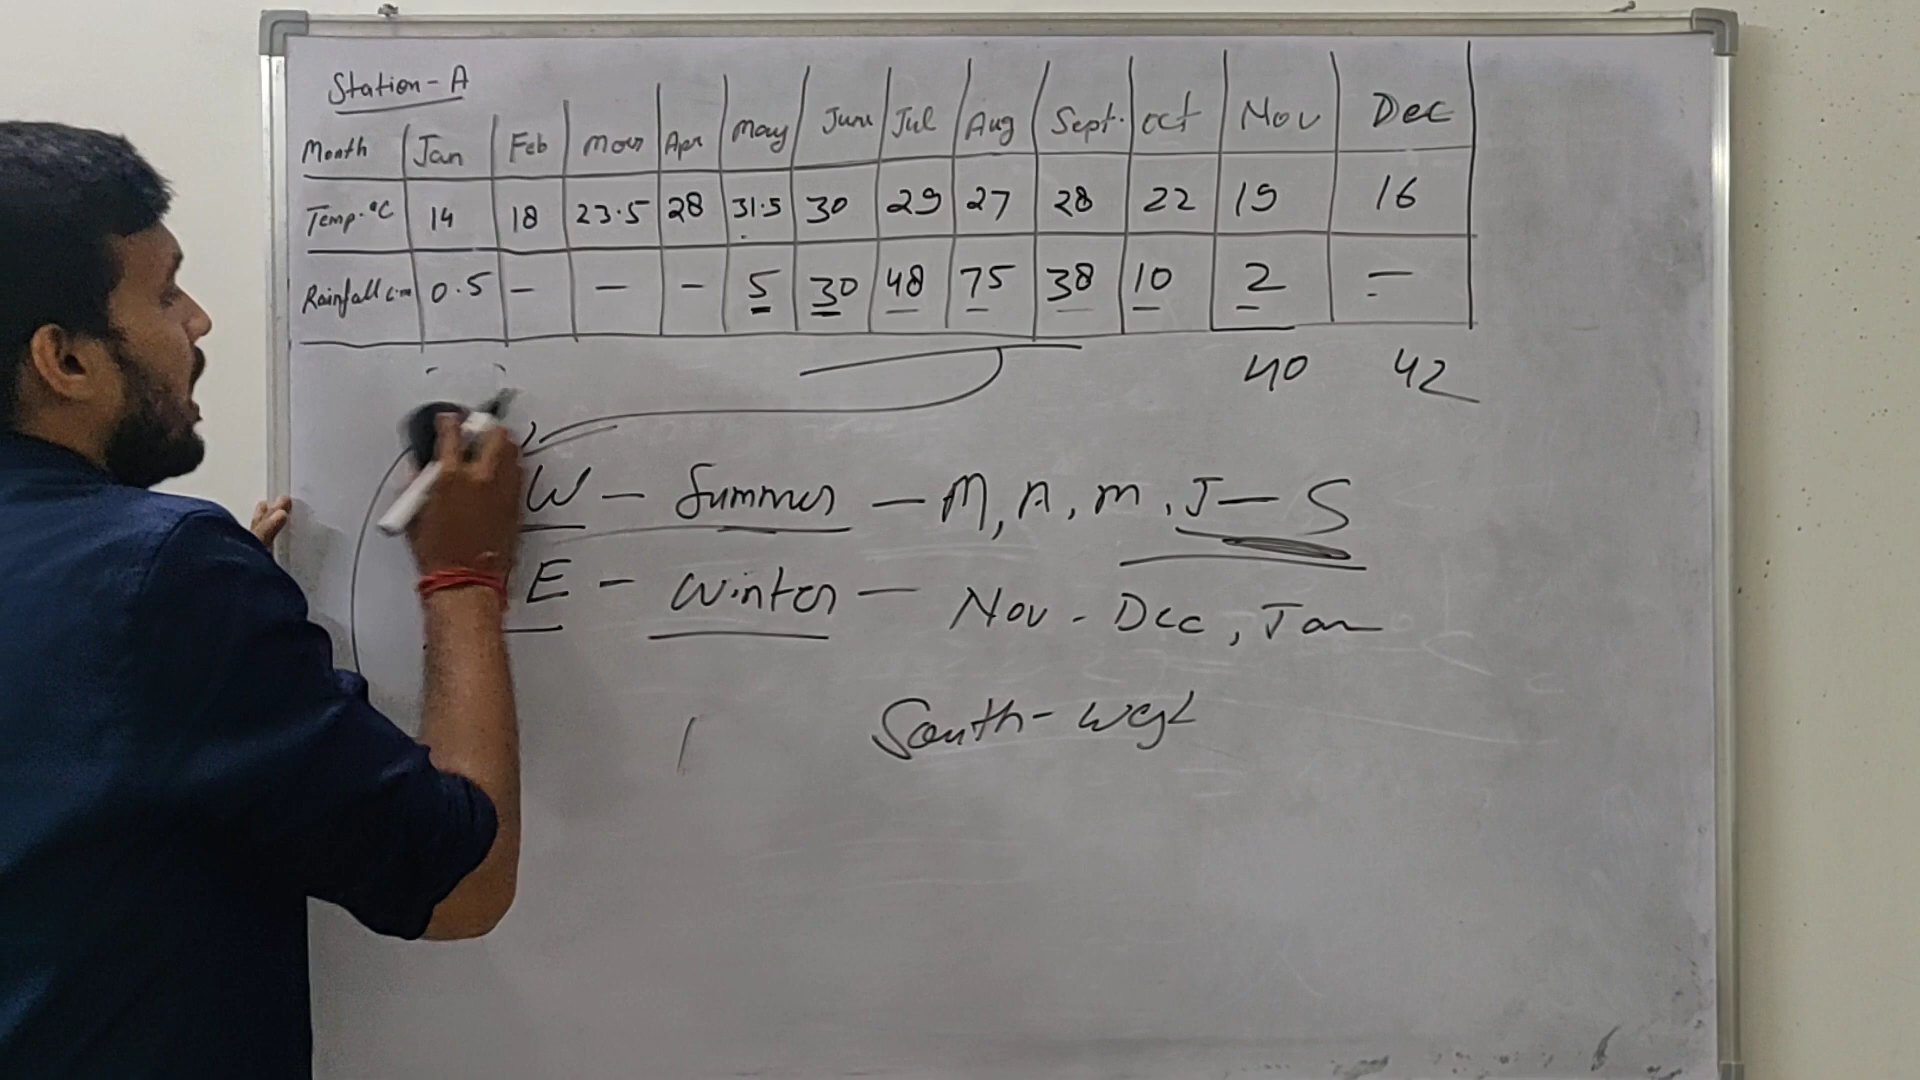 Station-A
Month | Jan | Feb | Mar | Apr | May | June | Jul | Aug | Sept. | Oct | Nov | Dec
Temp.°C | 14 | 18 | 23.5 | 28 | 31.5 | 30 | 29 | 27 | 28 | 22 | 19 | 16
Rainfall cm | 0.5 | – | – | – | 5 | 30 | 48 | 75 | 38 | 10 | 2 | –
40 42
W – Summer – M, A, M, J – S
E – Winter – Nov - Dec, Jan
South-West